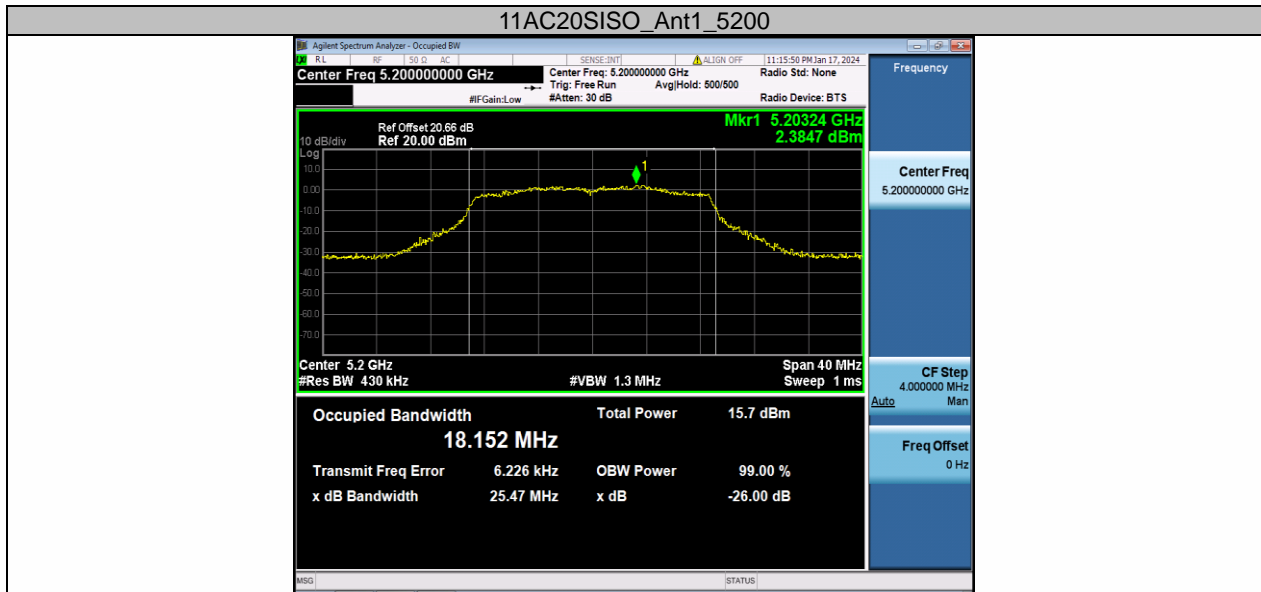 11AC20SISO_Ant1_5200
Agilent Spectrum Analyzer - Occupied BW
RL RF 50 Ω AC SENSE:INT ALIGN OFF 11:15:50 PM Jan 17, 2024
Center Freq 5.200000000 GHz
Center Freq: 5.200000000 GHz Radio Std: None
Trig: Free Run Avg|Hold: 500/500
#IFGain:Low #Atten: 30 dB Radio Device: BTS
Mkr1 5.20324 GHz
2.3847 dBm
Ref Offset 20.66 dB
10 dB/div Ref 20.00 dBm
Log
10.0
0.00
-10.0
-20.0
-30.0
-40.0
-50.0
-60.0
-70.0
1
Center 5.2 GHz Span 40 MHz
#Res BW 430 kHz #VBW 1.3 MHz Sweep 1 ms
Occupied Bandwidth Total Power 15.7 dBm
18.152 MHz
Transmit Freq Error 6.226 kHz OBW Power 99.00 %
x dB Bandwidth 25.47 MHz x dB -26.00 dB
MSG STATUS
Frequency
Center Freq
5.200000000 GHz
CF Step
4.000000 MHz
Auto Man
Freq Offset
0 Hz